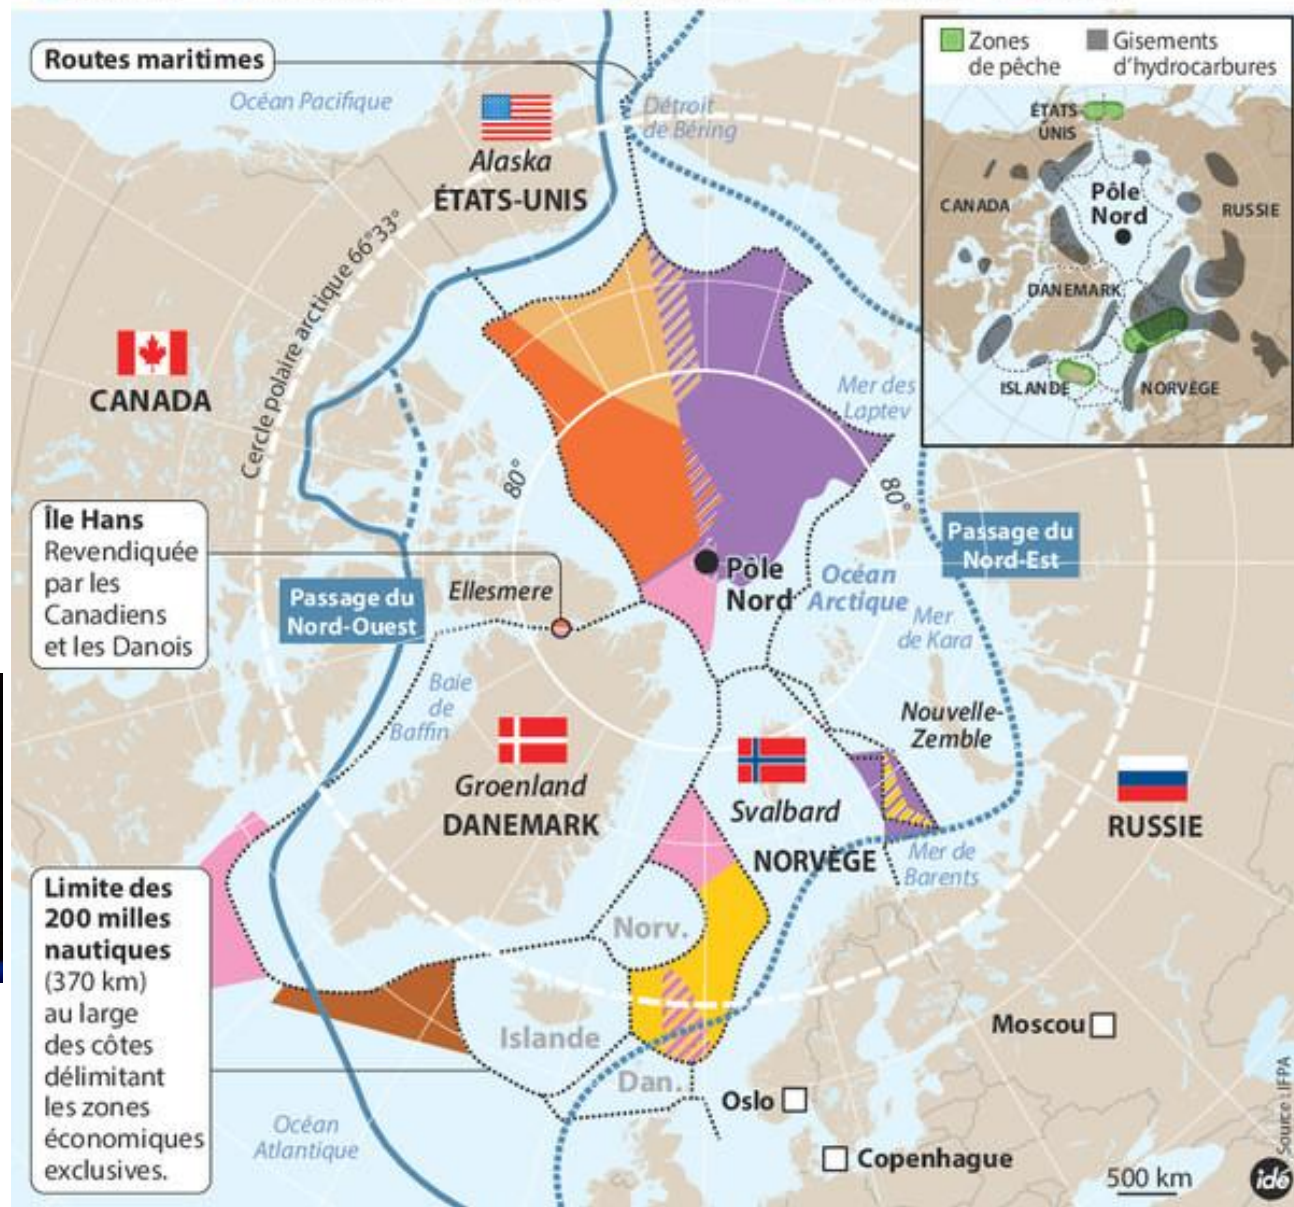 Routes maritimes
Océan Pacifique
Détroit
de Béring
Alaska
ÉTATS-UNIS
Cercle polaire arctique 66°33°
CANADA
80°
80°
Mer des
Laptev
Île Hans
Revendiquée
par les
Canadiens
et les Danois
Passage du
Nord-Ouest
Ellesmere
Pôle
Nord
Océan
Arctique
Passage du
Nord-Est
Mer
de Kara
Baie
de
Baffin
Nouvelle-
Zemble
Groenland
DANEMARK
Svalbard
NORVÈGE
RUSSIE
Mer de
Barents
Limite des
200 milles
nautiques
(370 km)
au large
des côtes
délimitant
les zones
économiques
exclusives.
Norv.
Islande
Dan.
Moscou
Oslo
Copenhague
Océan
Atlantique
500 km
idé
Source : IFPA
Zones
de pêche
Gisements
d'hydrocarbures
ÉTATS
UNIS
CANADA
Pôle
Nord
RUSSIE
DANEMARK
ISLANDE
NORVÈGE